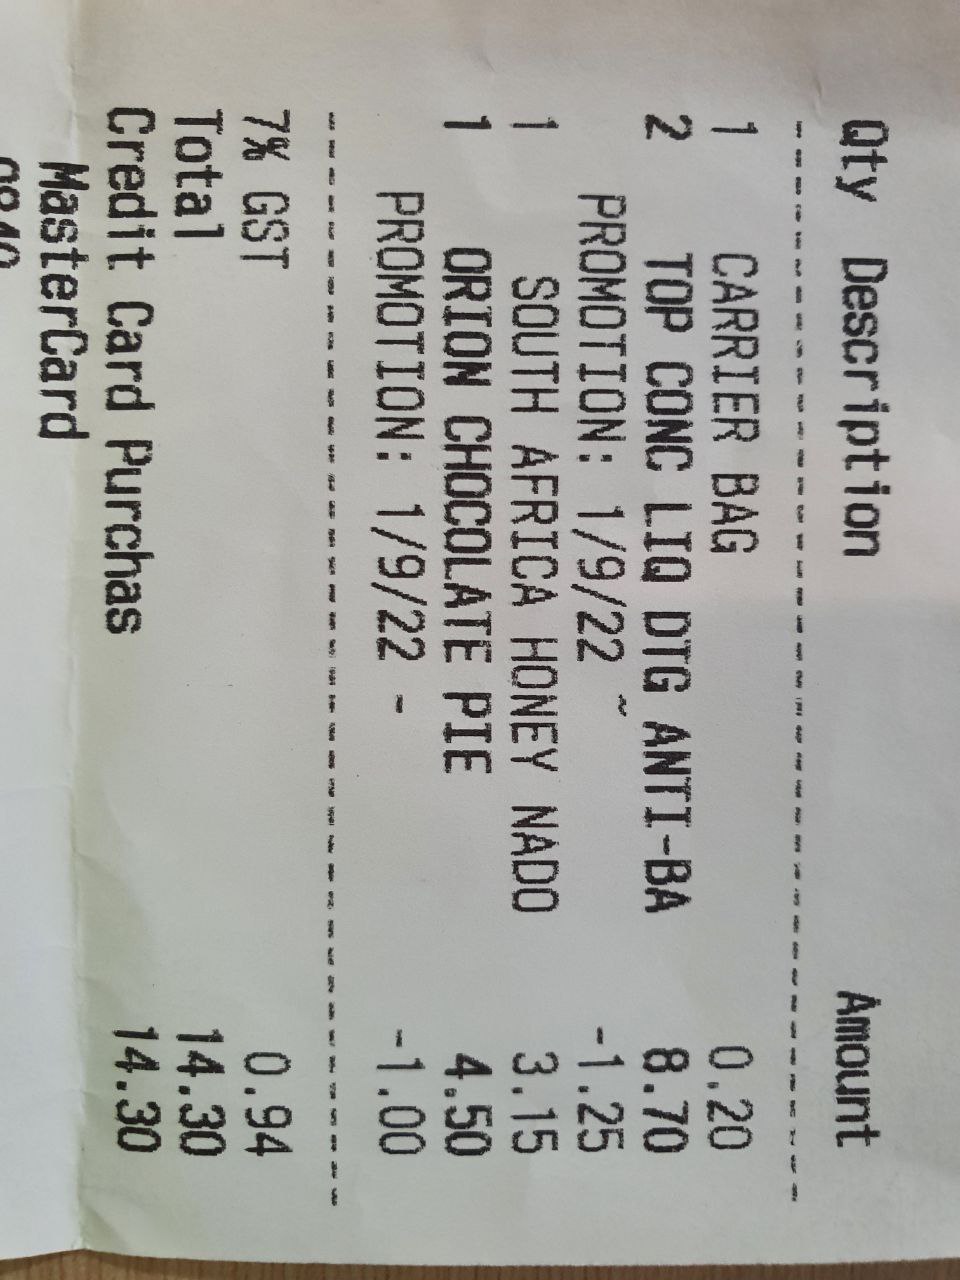 Qty Description Amount
--------------------------------
1 CARRIER BAG 0.20
2 TOP CONC LIQ DTG ANTI-BA 8.70
PROMOTION: 1/9/22 ~ -1.25
1 SOUTH AFRICA HONEY NADO 3.15
1 ORION CHOCOLATE PIE 4.50
PROMOTION: 1/9/22 - -1.00
--------------------------------
7% GST 0.94
Total 14.30
Credit Card Purchas 14.30
MasterCard